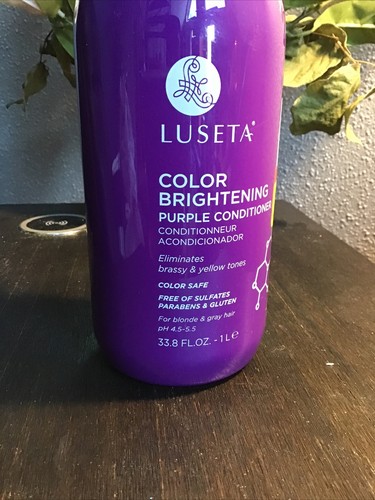 LUSETA®
COLOR
BRIGHTENING
PURPLE CONDITIONER
CONDITIONNEUR
ACONDICIONADOR
Eliminates
brassy & yellow tones
COLOR SAFE
FREE OF SULFATES
PARABENS & GLUTEN
For blonde & gray hair
pH 4.5-5.5
33.8 FL.OZ. - 1L e